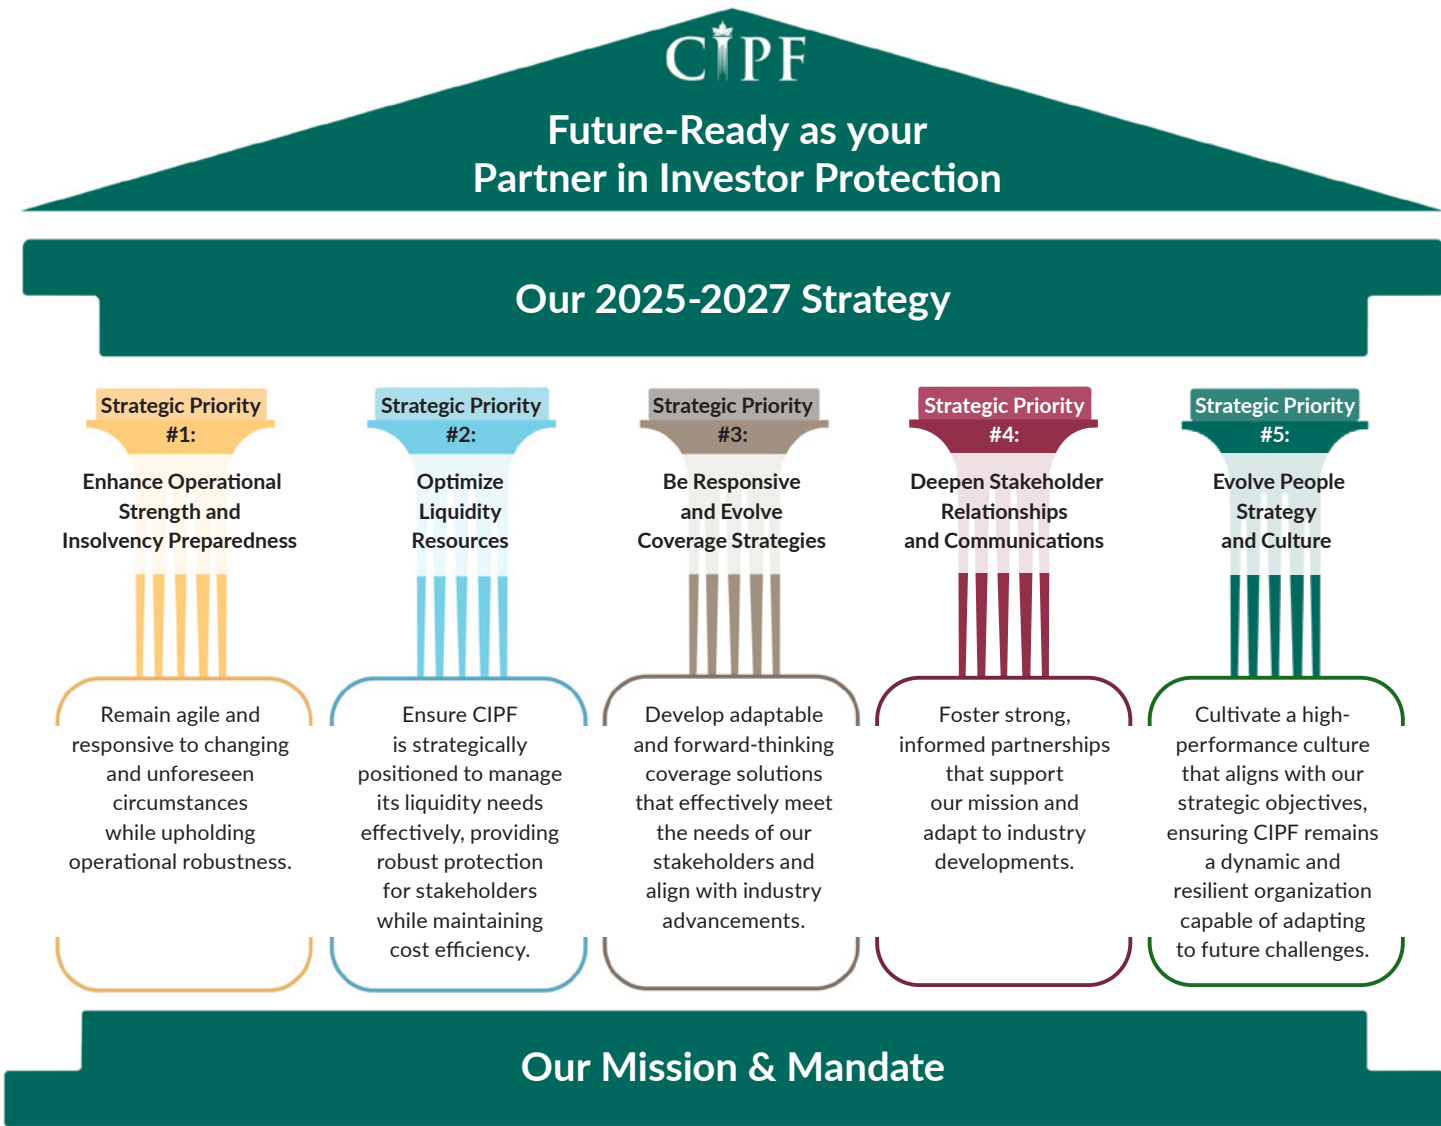 CIPF
Future-Ready as your
Partner in Investor Protection
Our 2025-2027 Strategy
Strategic Priority
#1:
Enhance Operational
Strength and
Insolvency Preparedness
Remain agile and
responsive to changing
and unforeseen
circumstances
while upholding
operational robustness.
Strategic Priority
#2:
Optimize
Liquidity
Resources
Ensure CIPF
is strategically
positioned to manage
its liquidity needs
effectively, providing
robust protection
for stakeholders
while maintaining
cost efficiency.
Strategic Priority
#3:
Be Responsive
and Evolve
Coverage Strategies
Develop adaptable
and forward-thinking
coverage solutions
that effectively meet
the needs of our
stakeholders and
align with industry
advancements.
Strategic Priority
#4:
Deepen Stakeholder
Relationships
and Communications
Foster strong,
informed partnerships
that support
our mission and
adapt to industry
developments.
Strategic Priority
#5:
Evolve People
Strategy
and Culture
Cultivate a high-
performance culture
that aligns with our
strategic objectives,
ensuring CIPF remains
a dynamic and
resilient organization
capable of adapting
to future challenges.
Our Mission & Mandate